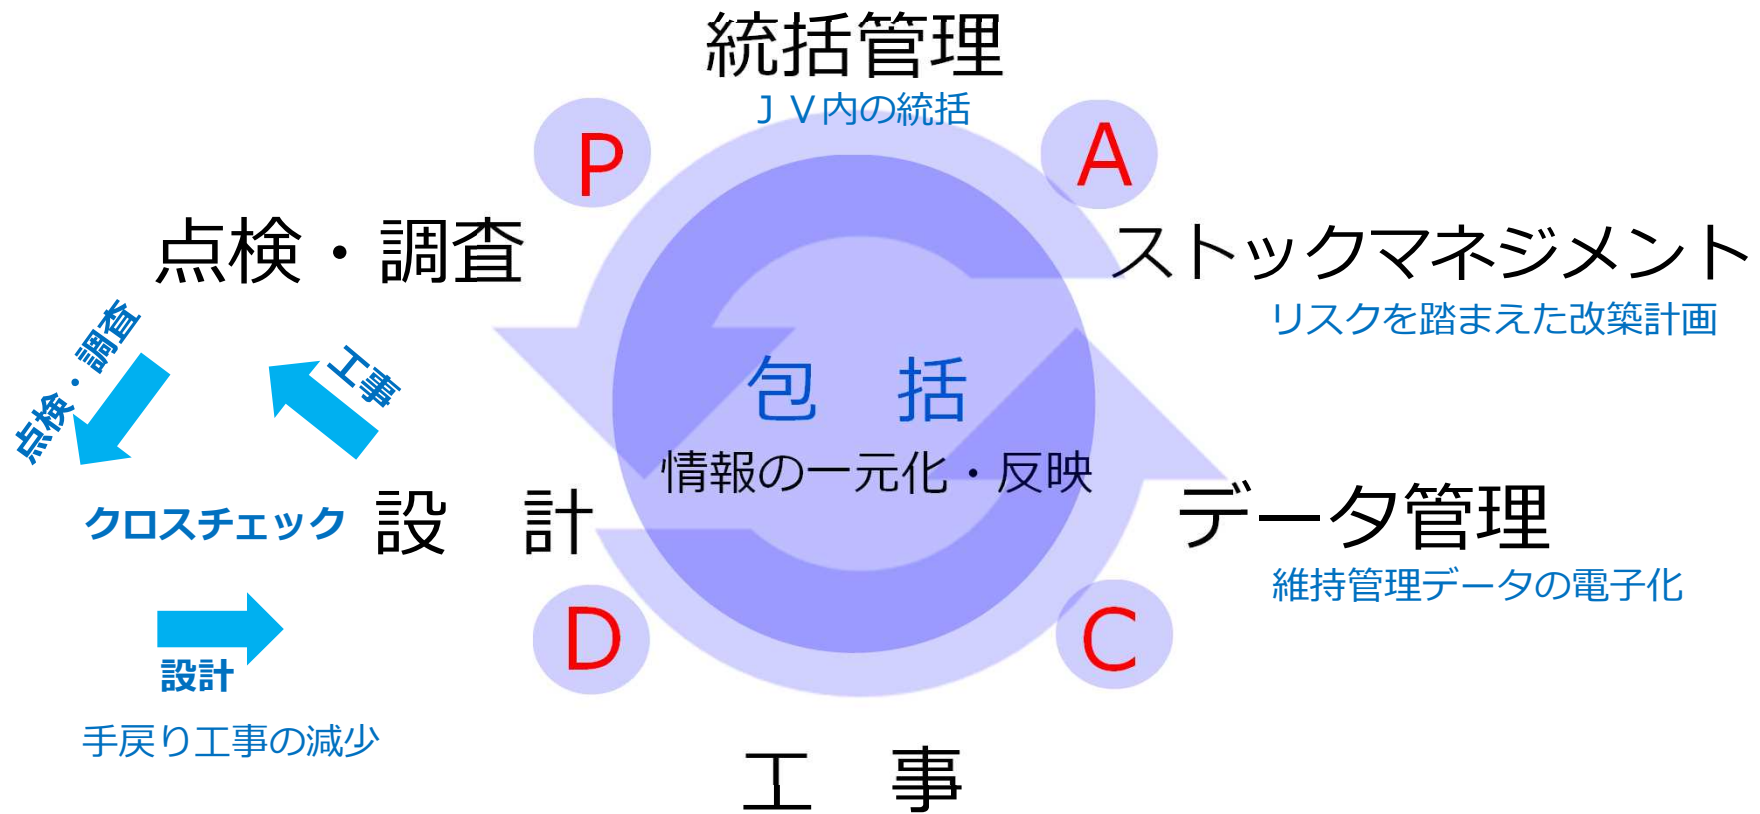 統括管理
ＪＶ内の統括
P
A
点検・調査
ストックマネジメント
リスクを踏まえた改築計画
点検・調査
工事
包　括
情報の一元化・反映
クロスチェック
設　計
データ管理
維持管理データの電子化
D
C
設計
手戻り工事の減少
工　事